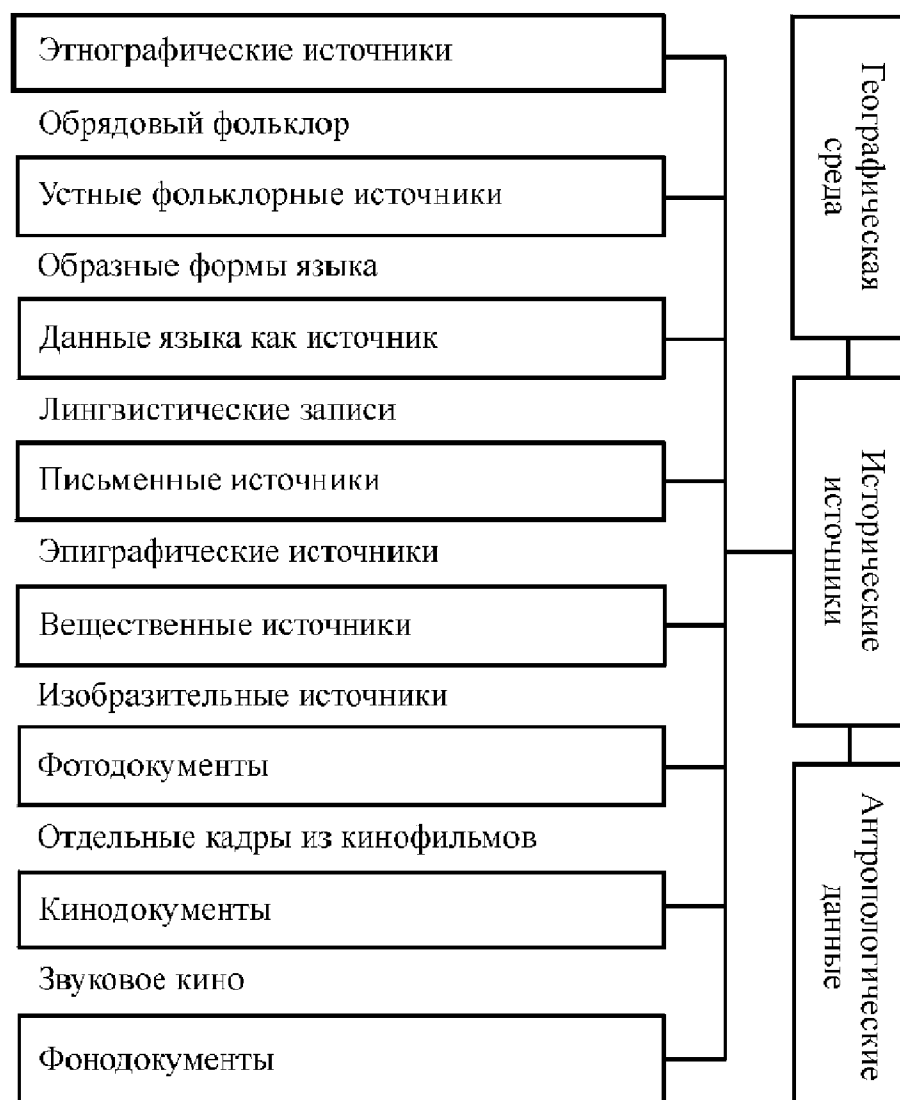 Этнографические источники
Обрядовый фольклор
Устные фольклорные источники
Образные формы языка
Данные языка как источник
Лингвистические записи
Письменные источники
Эпиграфические источники
Вещественные источники
Изобразительные источники
Фотодокументы
Отдельные кадры из кинофильмов
Кинодокументы
Звуковое кино
Фонодокументы
Географическая
среда
Исторические
источники
Антропологические
данные